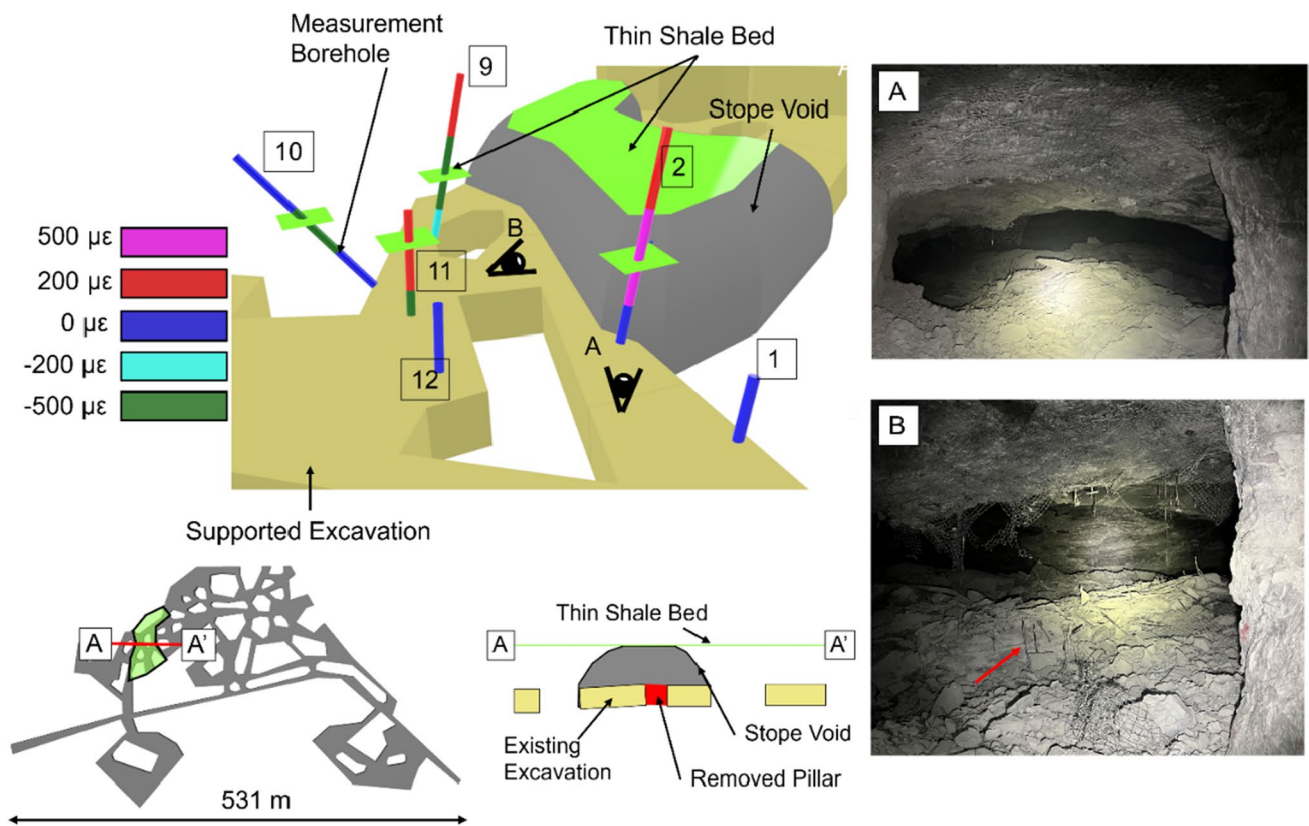 Measurement
Borehole
9
Thin Shale Bed
Stope Void
10
2
B
11
A
12
1
500 µε
200 µε
0 µε
-200 µε
-500 µε
Supported Excavation
A
B
A
A'
531 m
Thin Shale Bed
A
A'
Existing
Excavation
Stope Void
Removed Pillar